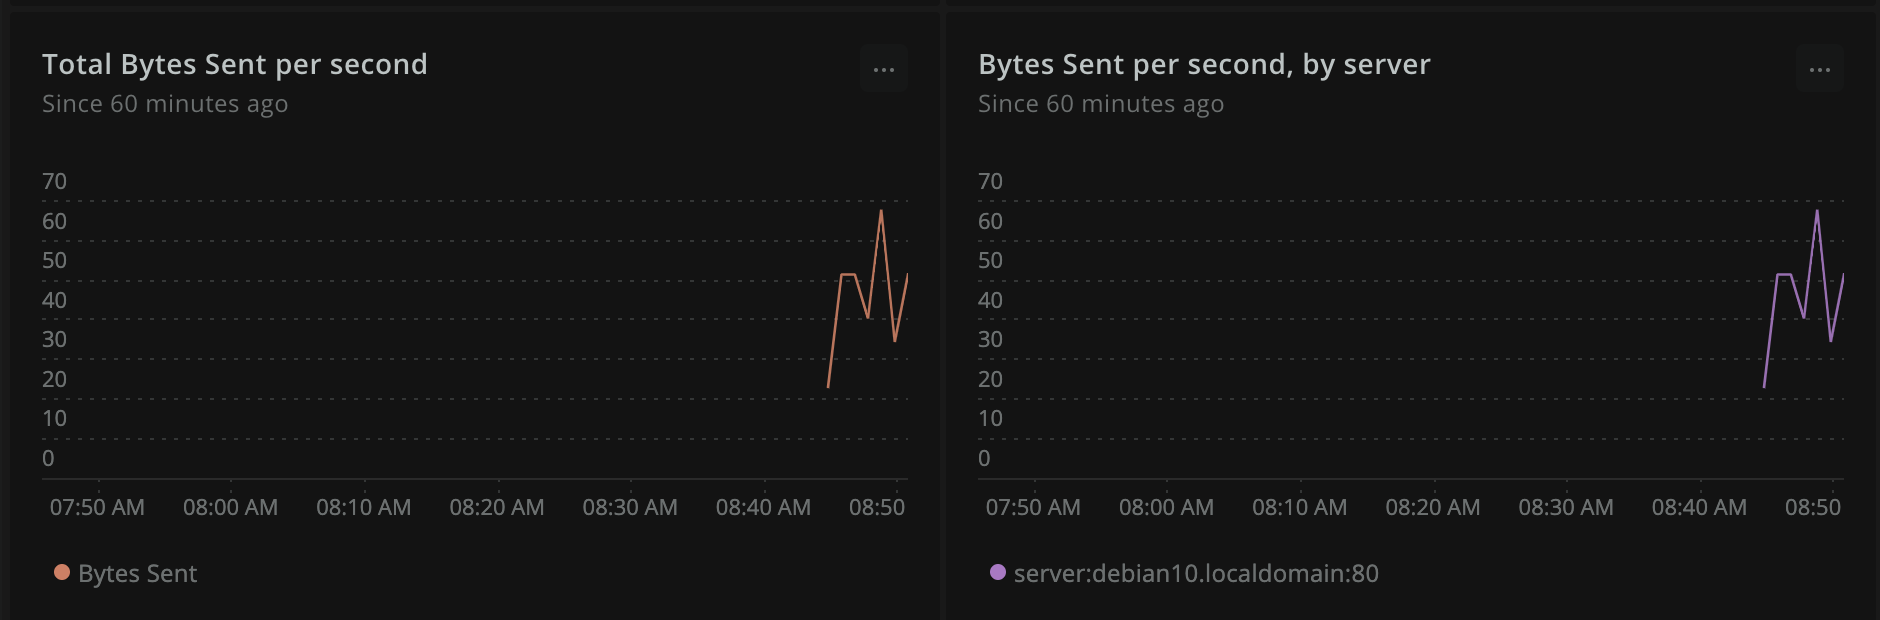 Total Bytes Sent per second
...
Since 60 minutes ago
70
60
50
40
30
20
10
0
07:50 AM 08:00 AM 08:10 AM 08:20 AM 08:30 AM 08:40 AM 08:50
Bytes Sent
Bytes Sent per second, by server
...
Since 60 minutes ago
70
60
50
40
30
20
10
0
07:50 AM 08:00 AM 08:10 AM 08:20 AM 08:30 AM 08:40 AM 08:50
server:debian10.localdomain:80